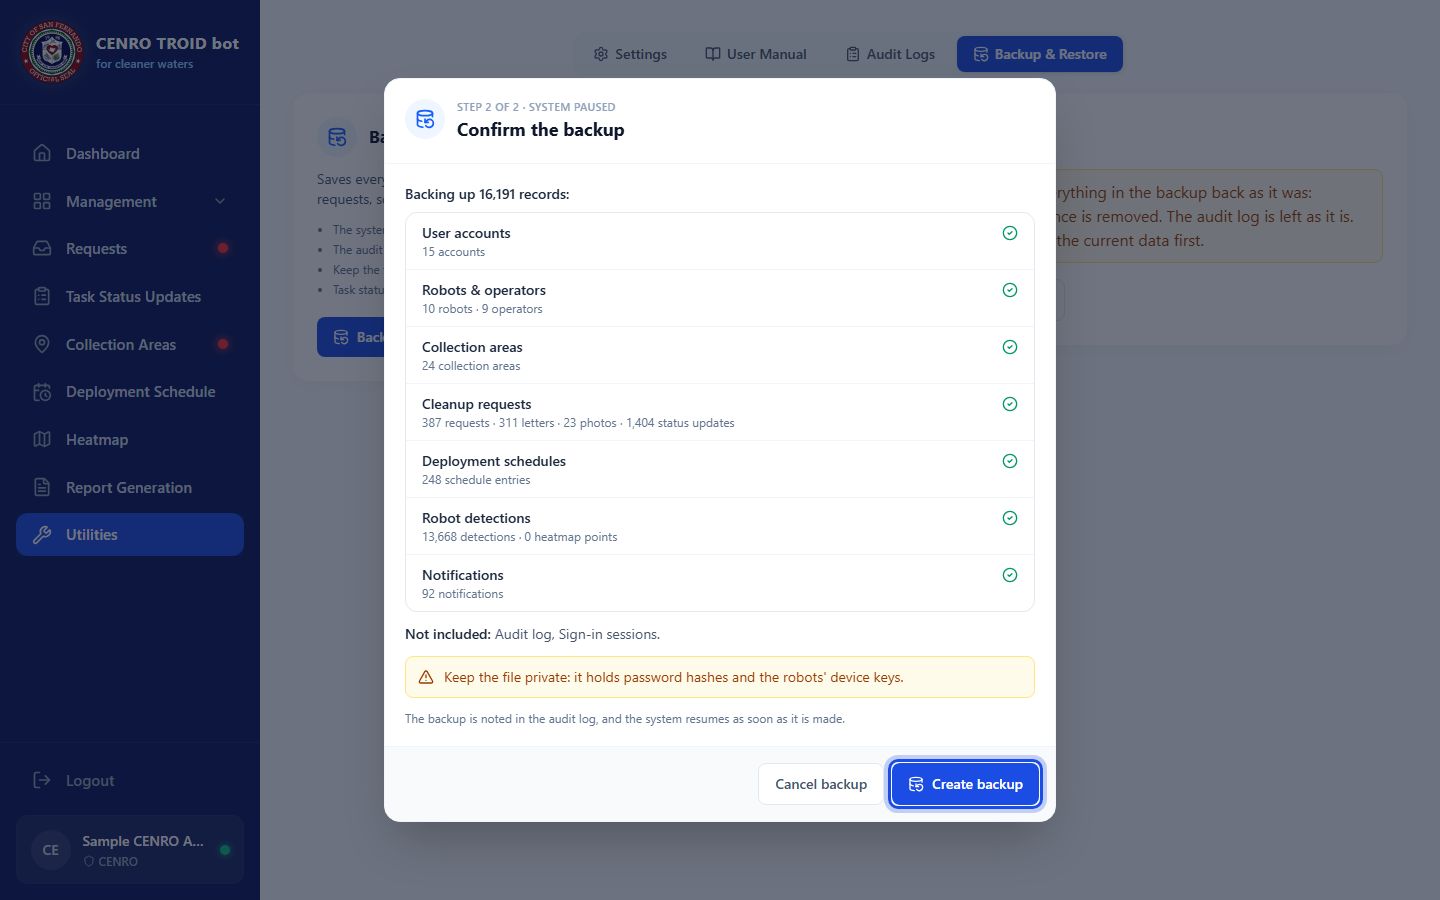 CENRO TROID bot
for cleaner waters
Dashboard
Management
Requests
Task Status Updates
Collection Areas
Deployment Schedule
Heatmap
Report Generation
Utilities
Logout
CE
Sample CENRO A...
CENRO
Settings
User Manual
Audit Logs
Backup & Restore
Saves every
requests, s
The system
The audit
Keep the
Task statu
Back
rything in the backup back as it was:
nce is removed. The audit log is left as it is.
the current data first.
STEP 2 OF 2 · SYSTEM PAUSED
Confirm the backup
Backing up 16,191 records:
User accounts
15 accounts
Robots & operators
10 robots · 9 operators
Collection areas
24 collection areas
Cleanup requests
387 requests · 311 letters · 23 photos · 1,404 status updates
Deployment schedules
248 schedule entries
Robot detections
13,668 detections · 0 heatmap points
Notifications
92 notifications
Not included: Audit log, Sign-in sessions.
Keep the file private: it holds password hashes and the robots' device keys.
The backup is noted in the audit log, and the system resumes as soon as it is made.
Cancel backup
Create backup